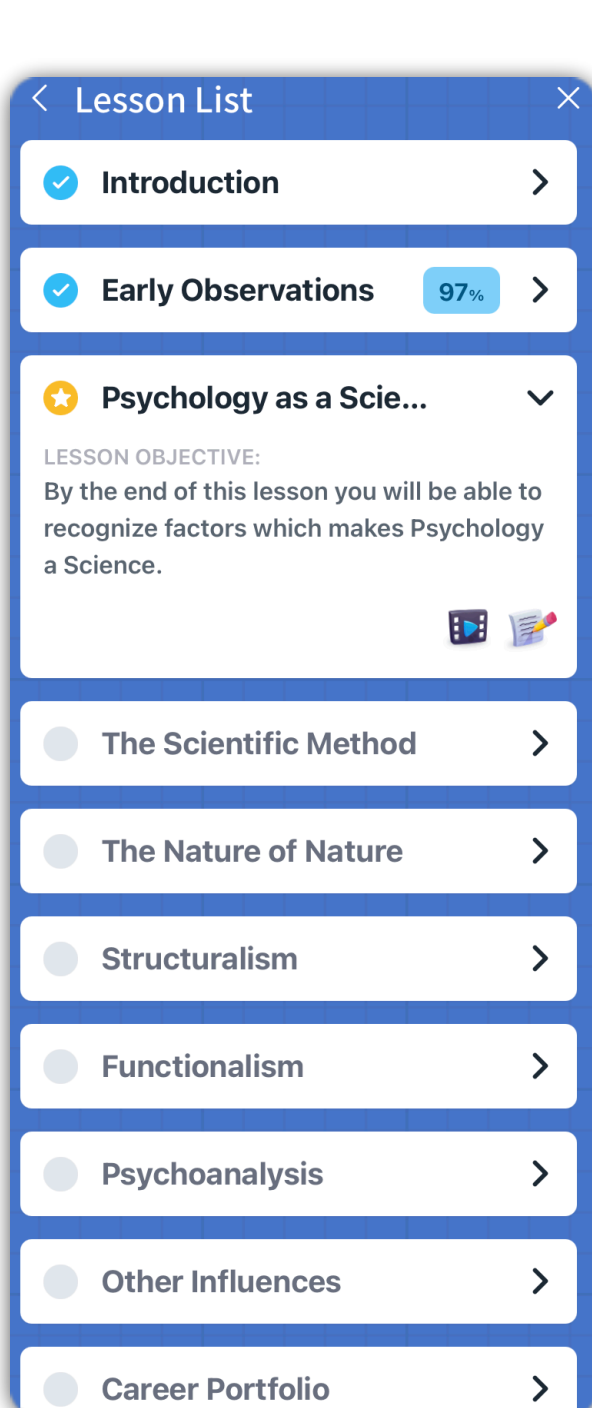 Lesson List
Introduction
Early Observations 97%
Psychology as a Scie...
LESSON OBJECTIVE:
By the end of this lesson you will be able to
recognize factors which makes Psychology
a Science.
The Scientific Method
The Nature of Nature
Structuralism
Functionalism
Psychoanalysis
Other Influences
Career Portfolio